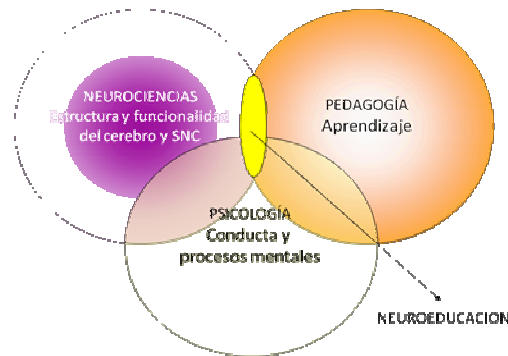 NEUROCIENCIAS
Estructura y funcionalidad
del cerebro y SNC
PEDAGOGÍA
Aprendizaje
PSICOLOGÍA
Conducta y
procesos mentales
NEUROEDUCACION